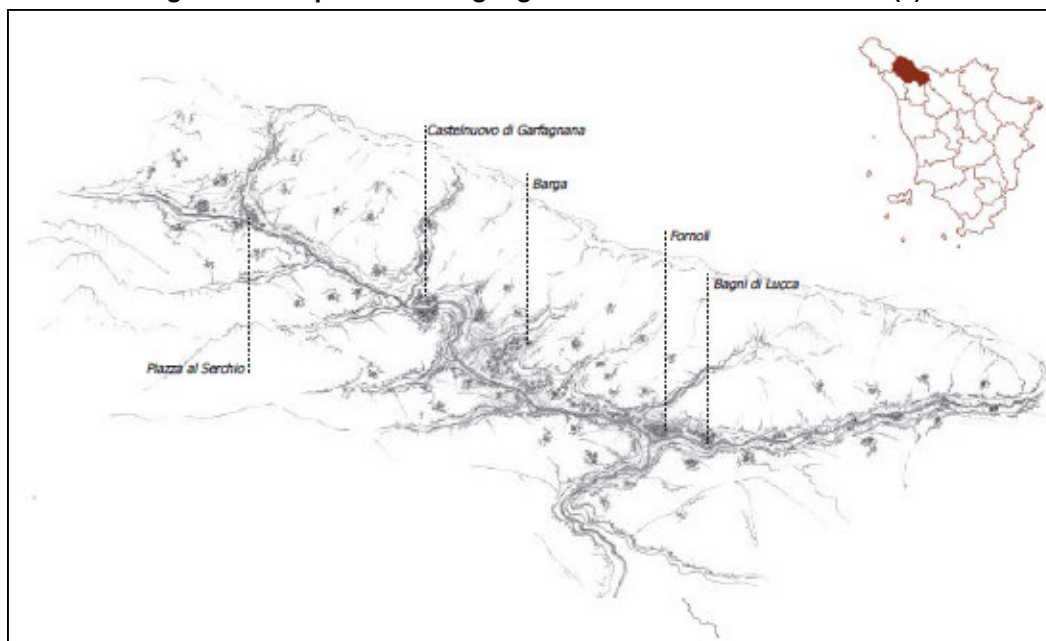 Castelnuovo di Garfagnana
Barga
Fornoli
Bagni di Lucca
Piazza al Serchio